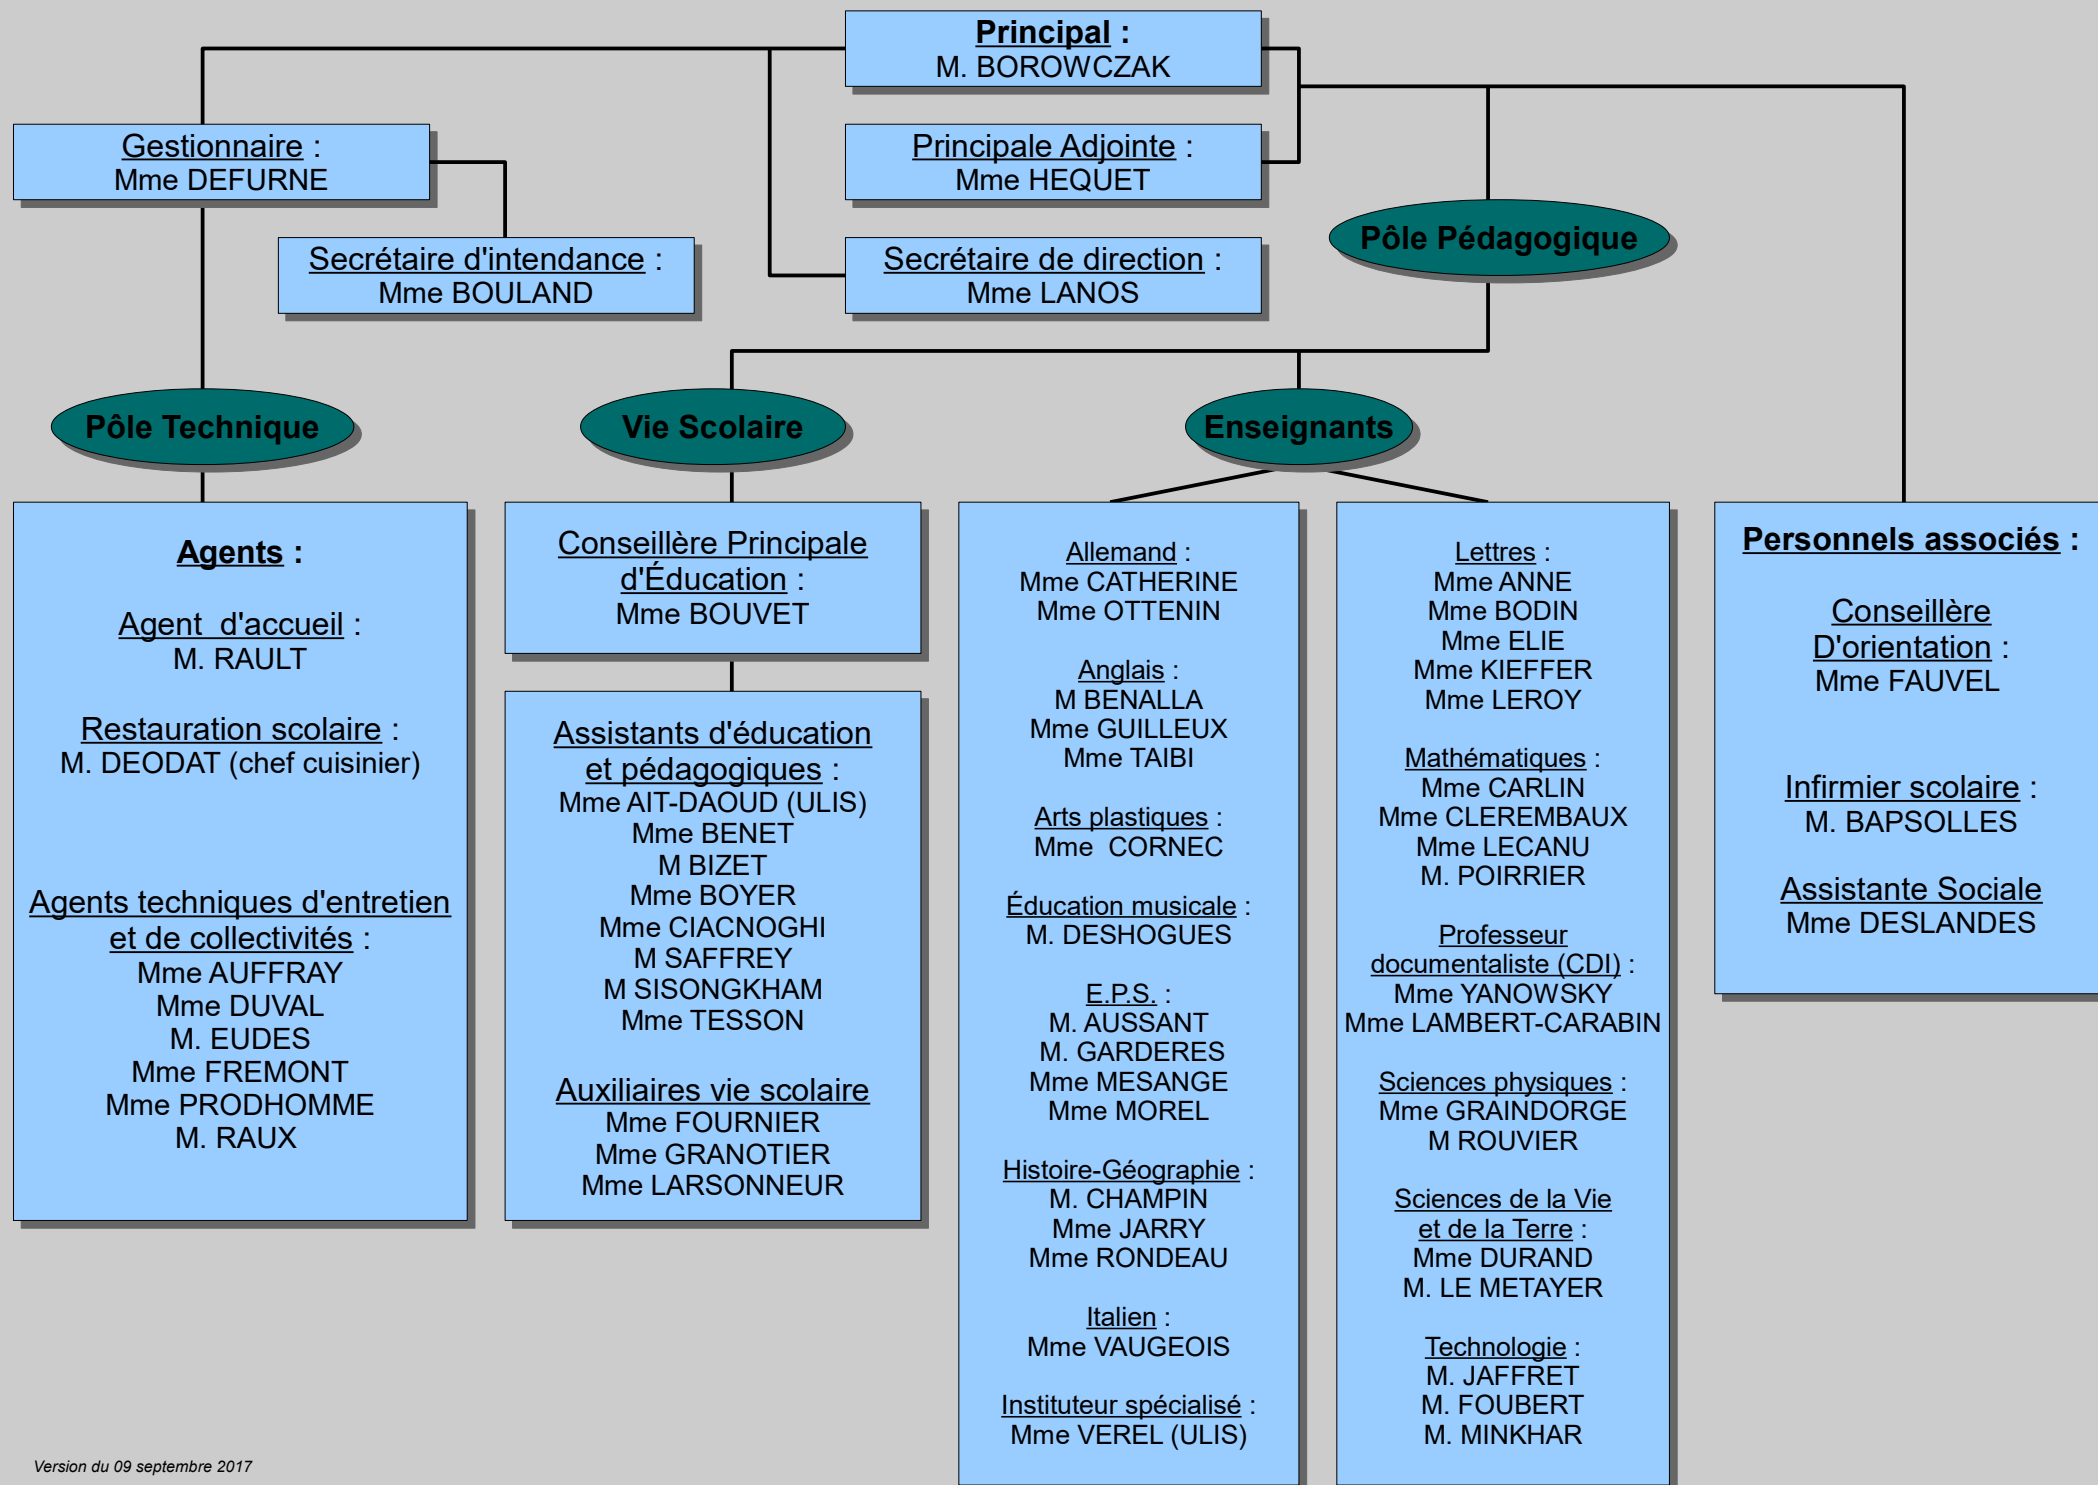 Principal :
M. BOROWCZAK
Gestionnaire :
Mme DEFURNE
Principale Adjointe :
Mme HEQUET
Secrétaire d'intendance :
Mme BOULAND
Secrétaire de direction :
Mme LANOS
Pôle Pédagogique
Pôle Technique
Vie Scolaire
Enseignants
Agents :
Agent  d'accueil :
M. RAULT
Restauration scolaire :
M. DEODAT (chef cuisinier)
Agents techniques d'entretien
et de collectivités :
Mme AUFFRAY
Mme DUVAL
M. EUDES
Mme FREMONT
Mme PRODHOMME
M. RAUX
Conseillère Principale
d'Éducation :
Mme BOUVET
Assistants d'éducation
et pédagogiques :
Mme AIT-DAOUD (ULIS)
Mme BENET
M BIZET
Mme BOYER
Mme CIACNOGHI
M SAFFREY
M SISONGKHAM
Mme TESSON
Auxiliaires vie scolaire
Mme FOURNIER
Mme GRANOTIER
Mme LARSONNEUR
Allemand :
Mme CATHERINE
Mme OTTENIN
Anglais :
M BENALLA
Mme GUILLEUX
Mme TAIBI
Arts plastiques :
Mme  CORNEC
Éducation musicale :
M. DESHOGUES
E.P.S. :
M. AUSSANT
M. GARDERES
Mme MESANGE
Mme MOREL
Histoire-Géographie :
M. CHAMPIN
Mme JARRY
Mme RONDEAU
Italien :
Mme VAUGEOIS
Instituteur spécialisé :
Mme VEREL (ULIS)
Lettres :
Mme ANNE
Mme BODIN
Mme ELIE
Mme KIEFFER
Mme LEROY
Mathématiques :
Mme CARLIN
Mme CLEREMBAUX
Mme LECANU
M. POIRRIER
Professeur
documentaliste (CDI) :
Mme YANOWSKY
Mme LAMBERT-CARABIN
Sciences physiques :
Mme GRAINDORGE
M ROUVIER
Sciences de la Vie
et de la Terre :
Mme DURAND
M. LE METAYER
Technologie :
M. JAFFRET
M. FOUBERT
M. MINKHAR
Personnels associés :
Conseillère
D'orientation :
Mme FAUVEL
Infirmier scolaire :
M. BAPSOLLES
Assistante Sociale
Mme DESLANDES
Version du 09 septembre 2017